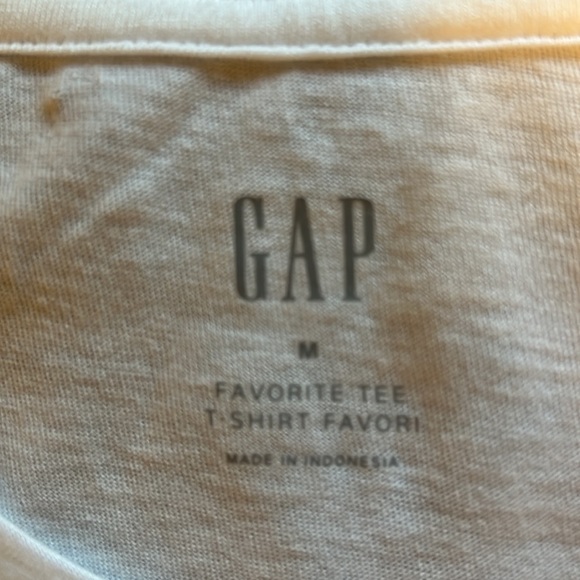 GAP
M
FAVORITE TEE
T-SHIRT FAVORI
MADE IN INDONESIA